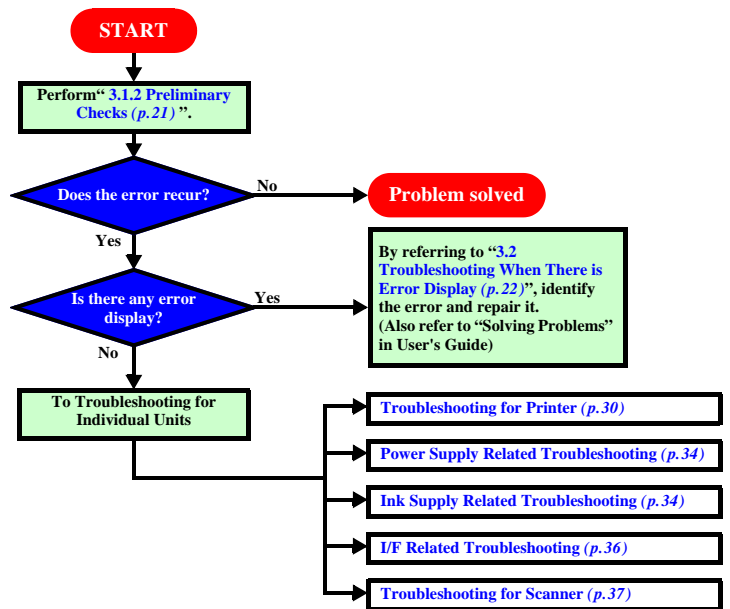 START
Perform“ 3.1.2 Preliminary
Checks (p.21) ”.
Does the error recur?
No
Problem solved
Yes
By referring to “3.2
Troubleshooting When There is
Error Display (p.22)”, identify
the error and repair it.
(Also refer to “Solving Problems”
in User's Guide)
Is there any error
display?
Yes
No
To Troubleshooting for
Individual Units
Troubleshooting for Printer (p.30)
Power Supply Related Troubleshooting (p.34)
Ink Supply Related Troubleshooting (p.34)
I/F Related Troubleshooting (p.36)
Troubleshooting for Scanner (p.37)